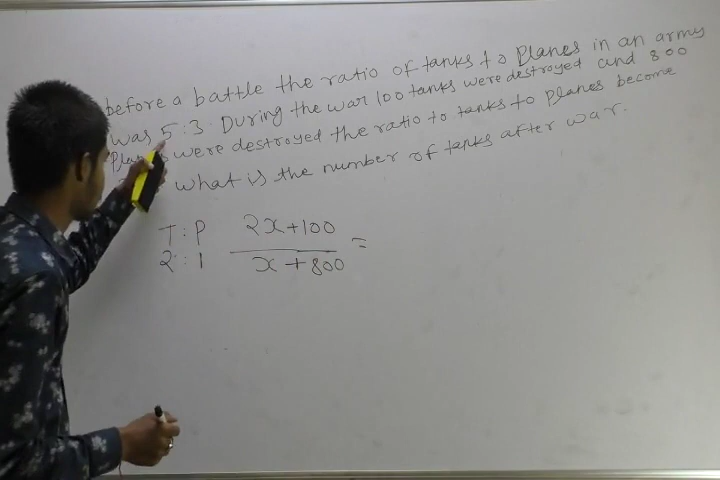 before a battle the ratio of tanks to Planes in an army
was 5:3. During the war 100 tanks were destroyed and 800
were destroyed the ratio to tanks to planes become
what is the number of tanks after war.
T:P
2:1
2x+100
x+800
=